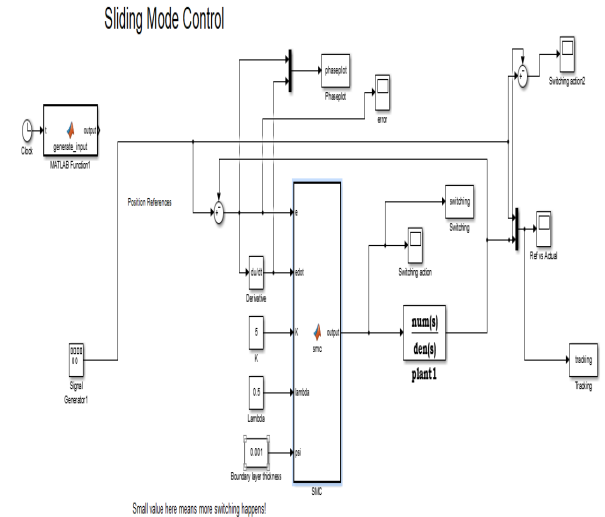 Sliding Mode Control
phaseplot
Phaseplot
error
Switching action2
t
output
generate_input
Clock
MATLAB Function1
Position References
e
switching
Switching
Switching action
Ref vs Actual
du/dt
Derivative
edot
5
K
K
smc
output
num(s)
den(s)
plant1
Signal
Generator1
0.5
Lambda
lambda
tracking
Tracking
0.001
Boundary layer thickness
psi
SMC
Small value here means more switching happens!